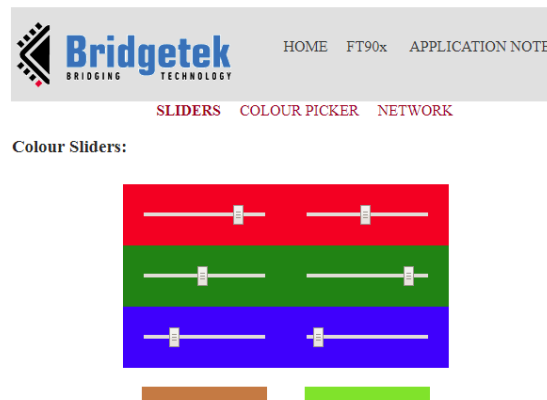 Bridgetek
BRIDGING TECHNOLOGY
HOME FT90x APPLICATION NOTE
SLIDERS COLOUR PICKER NETWORK
Colour Sliders: